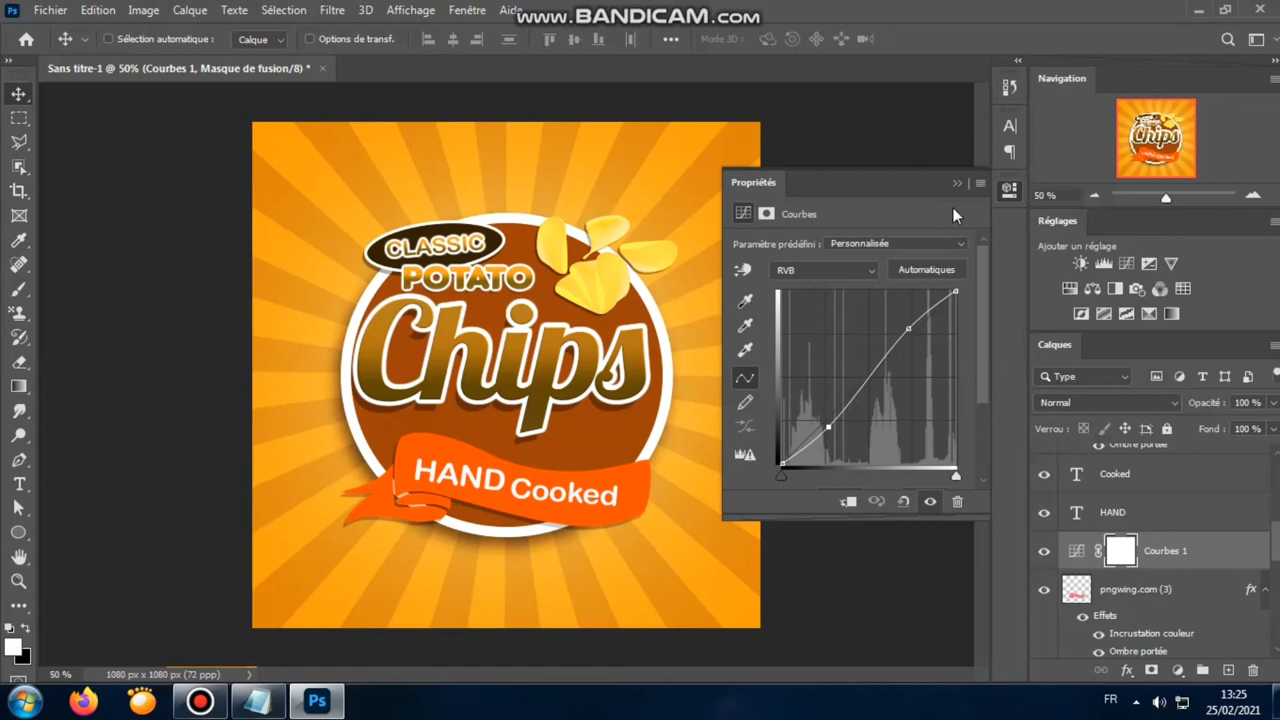 Ps Fichier Edition Image Calque Texte Sélection Filtre 3D Affichage Fenêtre Aide
www.BANDICAM.com
Sélection automatique : Calque Options de transf. Mode 3D :
Sans titre-1 @ 50% (Courbes 1, Masque de fusion/8) *
Navigation
50 %
CLASSIC
POTATO
Chips
HAND Cooked
Propriétés
Courbes
Paramètre prédéfini : Personnalisée
RVB Automatiques
Réglages
Ajouter un réglage
Calques
Type
Normal Opacité : 100 %
Verrou : Fond : 100 %
Ombre portée
Cooked
HAND
Courbes 1
pngwing.com (3) fx
Effets
Incrustation couleur
Ombre portée
50 % 1080 px x 1080 px (72 ppp)
Ps
FR
13:25
25/02/2021